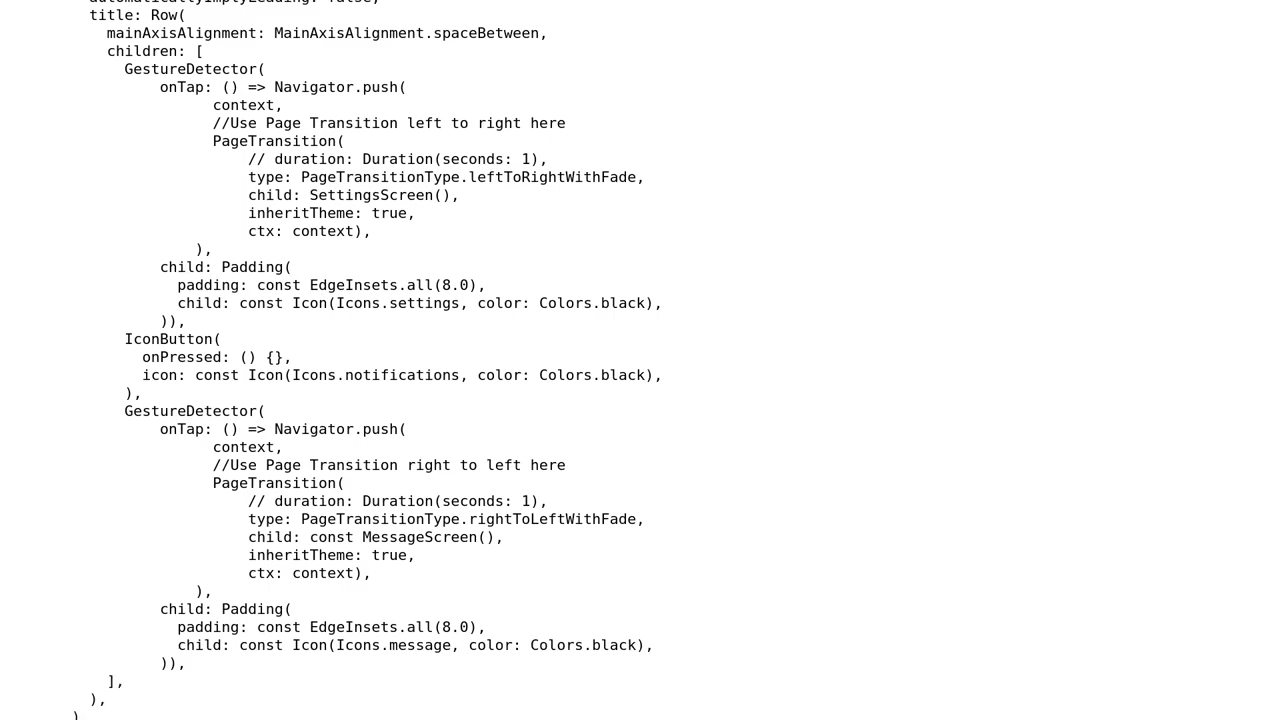 automaticallyImplyLeading: false,
title: Row(
mainAxisAlignment: MainAxisAlignment.spaceBetween,
children: [
GestureDetector(
onTap: () => Navigator.push(
context,
//Use Page Transition left to right here
PageTransition(
// duration: Duration(seconds: 1),
type: PageTransitionType.leftToRightWithFade,
child: SettingsScreen(),
inheritTheme: true,
ctx: context),
),
child: Padding(
padding: const EdgeInsets.all(8.0),
child: const Icon(Icons.settings, color: Colors.black),
)),
IconButton(
onPressed: () {},
icon: const Icon(Icons.notifications, color: Colors.black),
),
GestureDetector(
onTap: () => Navigator.push(
context,
//Use Page Transition right to left here
PageTransition(
// duration: Duration(seconds: 1),
type: PageTransitionType.rightToLeftWithFade,
child: const MessageScreen(),
inheritTheme: true,
ctx: context),
),
child: Padding(
padding: const EdgeInsets.all(8.0),
child: const Icon(Icons.message, color: Colors.black),
)),
],
),
)